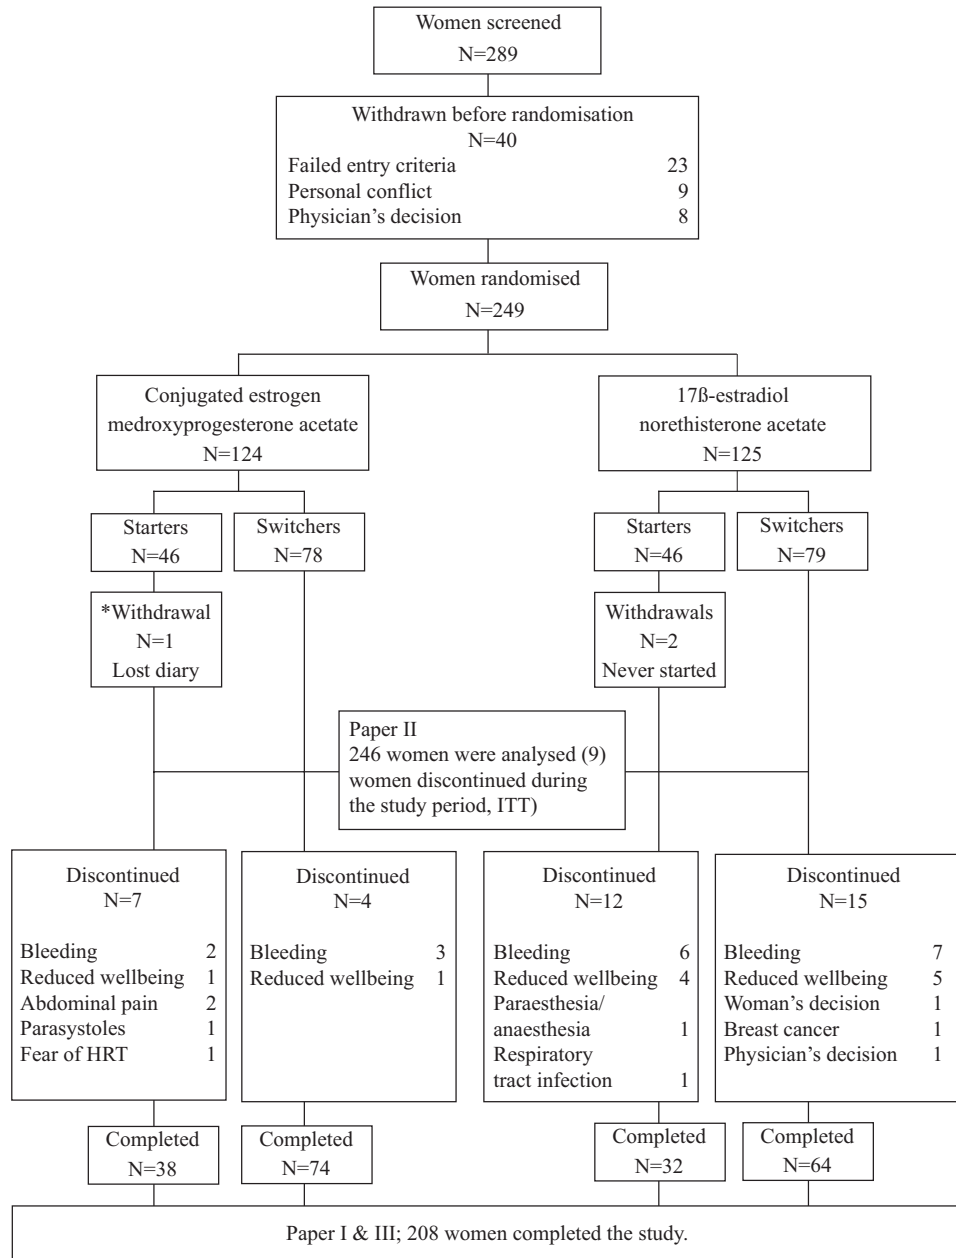 Women screened
N=289
Withdrawn before randomisation
N=40
Failed entry criteria 23
Personal conflict 9
Physician's decision 8
Women randomised
N=249
Conjugated estrogen
medroxyprogesterone acetate
N=124
17ß-estradiol
norethisterone acetate
N=125
Starters
N=46
Switchers
N=78
Starters
N=46
Switchers
N=79
*Withdrawal
N=1
Lost diary
Withdrawals
N=2
Never started
Paper II
246 women were analysed (9)
women discontinued during
the study period, ITT)
Discontinued
N=7
Bleeding 2
Reduced wellbeing 1
Abdominal pain 2
Parasystoles 1
Fear of HRT 1
Discontinued
N=4
Bleeding 3
Reduced wellbeing 1
Discontinued
N=12
Bleeding 6
Reduced wellbeing 4
Paraesthesia/
anaesthesia 1
Respiratory
tract infection 1
Discontinued
N=15
Bleeding 7
Reduced wellbeing 5
Woman's decision 1
Breast cancer 1
Physician's decision 1
Completed
N=38
Completed
N=74
Completed
N=32
Completed
N=64
Paper I & III; 208 women completed the study.